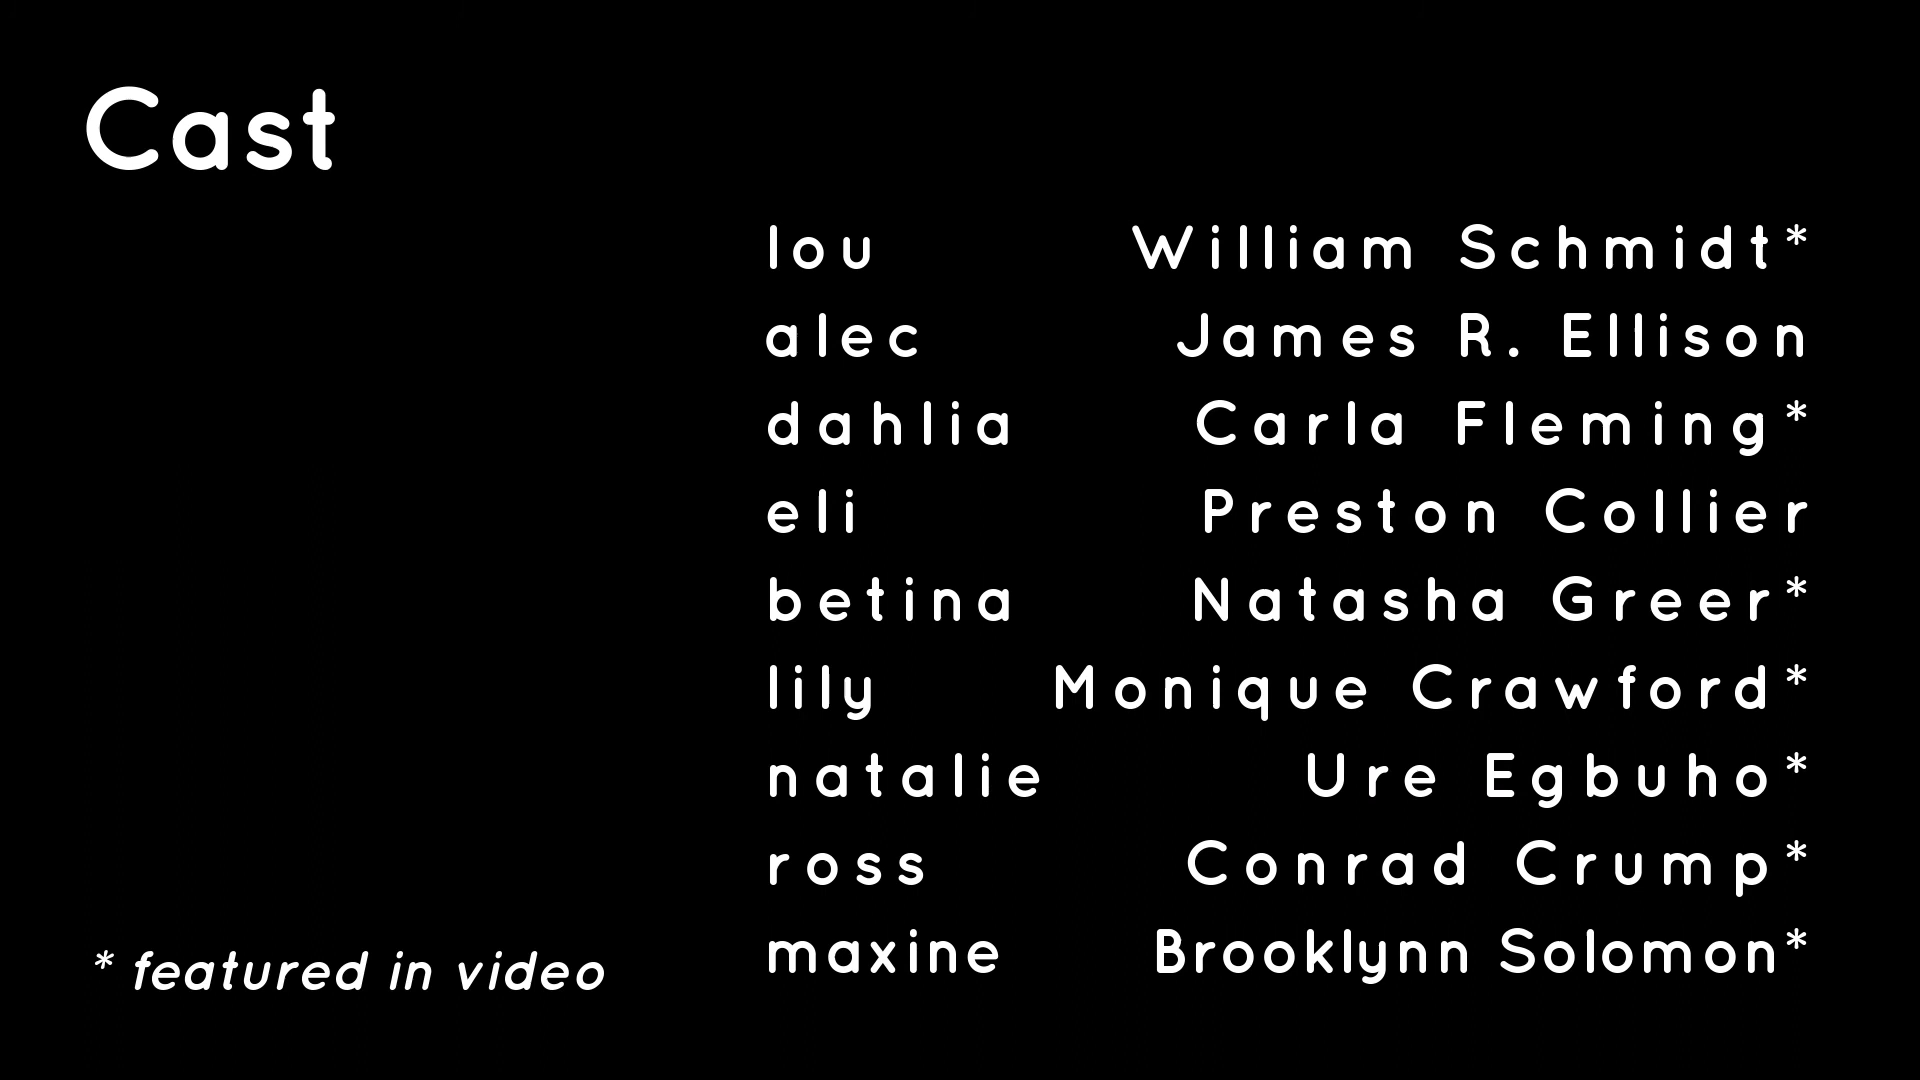 Cast
lou William Schmidt*
alec James R. Ellison
dahlia Carla Fleming*
eli Preston Collier
betina Natasha Greer*
lily Monique Crawford*
natalie Ure Egbuho*
ross Conrad Crump*
maxine Brooklynn Solomon*
* featured in video